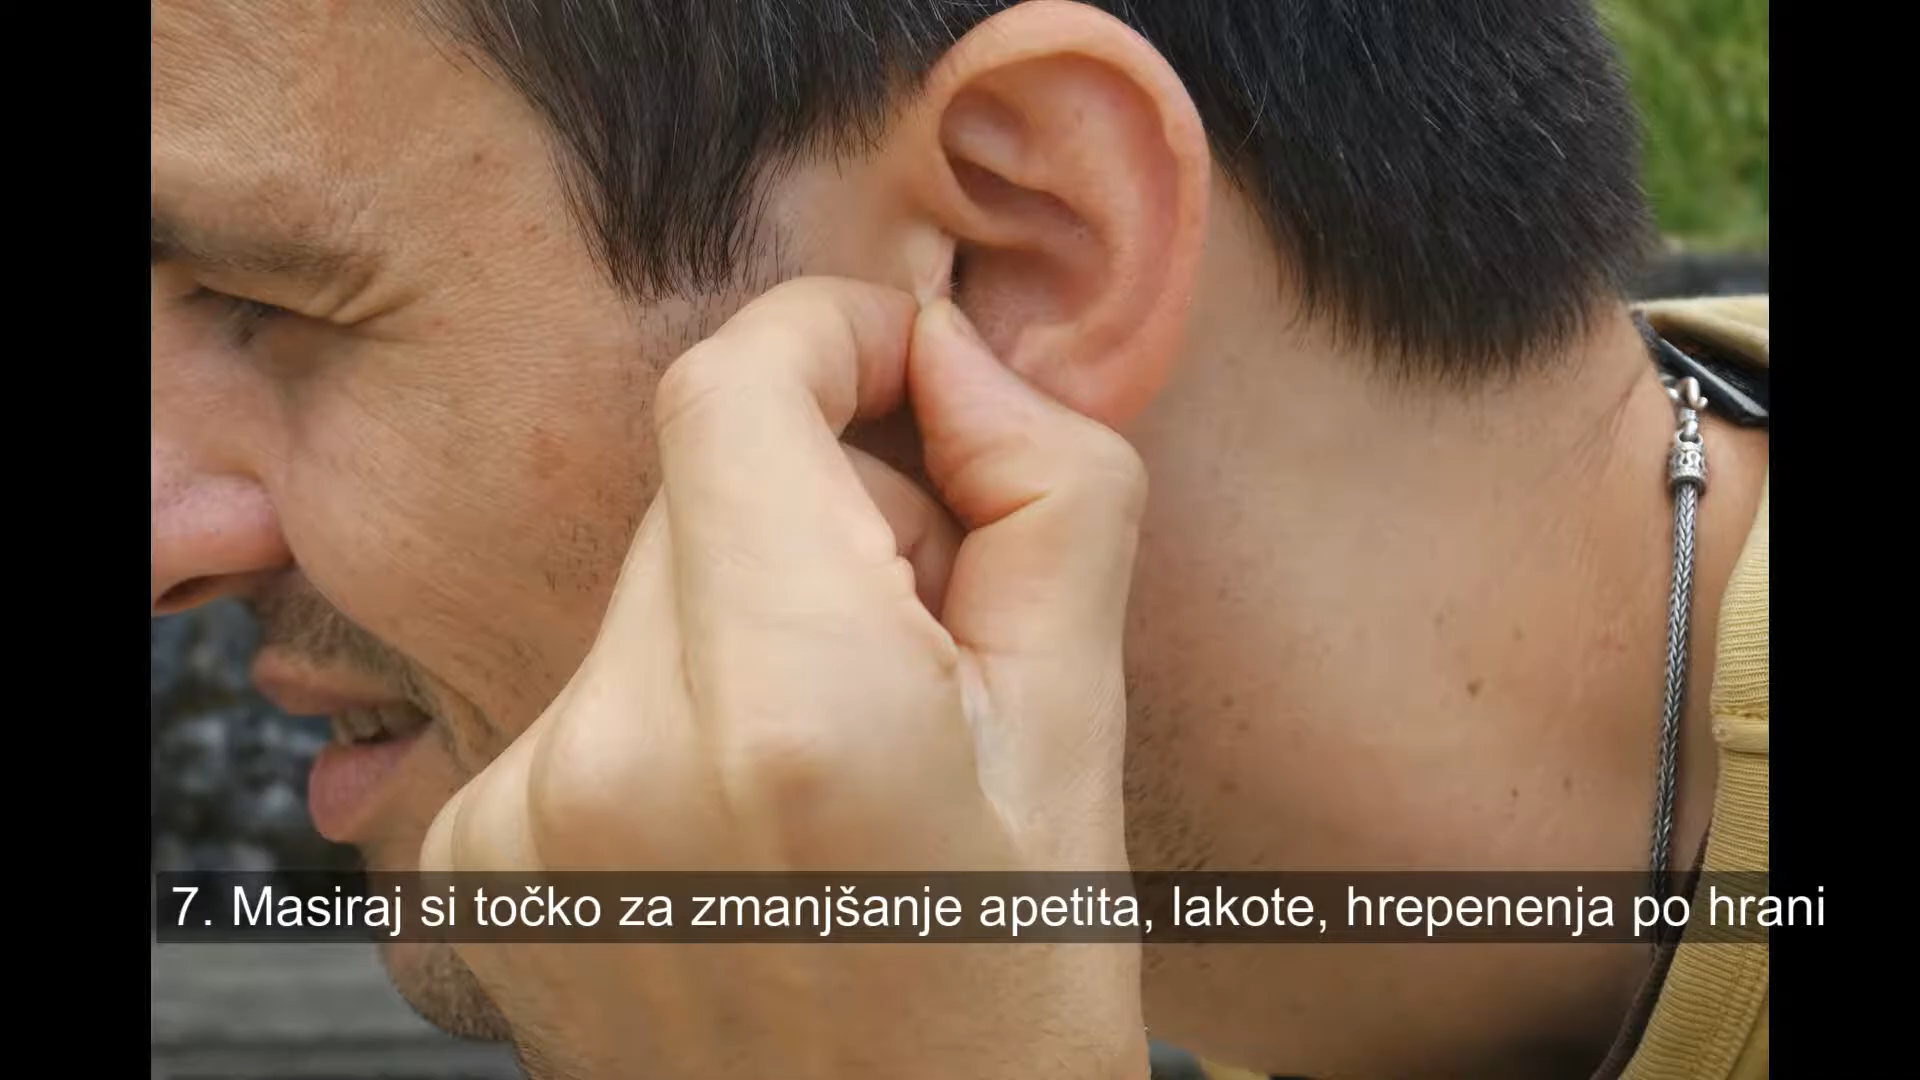 7. Masiraj si točko za zmanjšanje apetita, lakote, hrepenenja po hrani